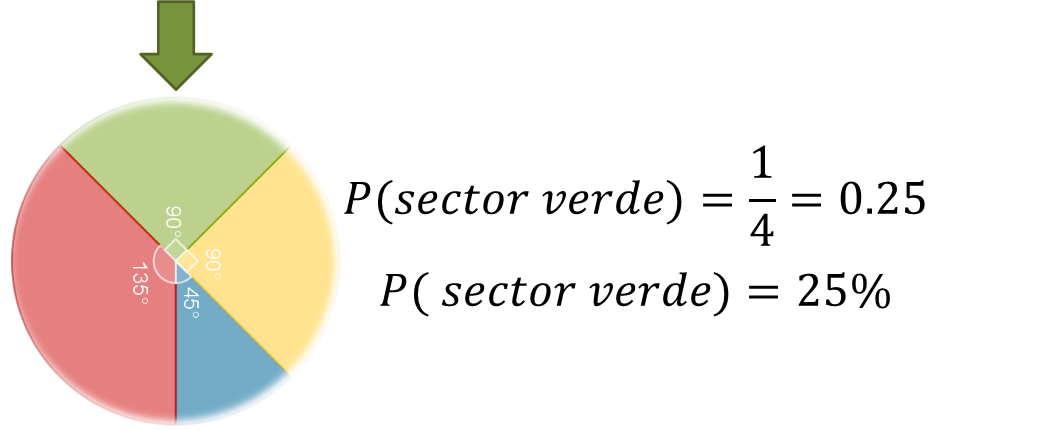 90°
90°
135°
45°
P(sector verde) = 1/4 = 0.25
P( sector verde) = 25%